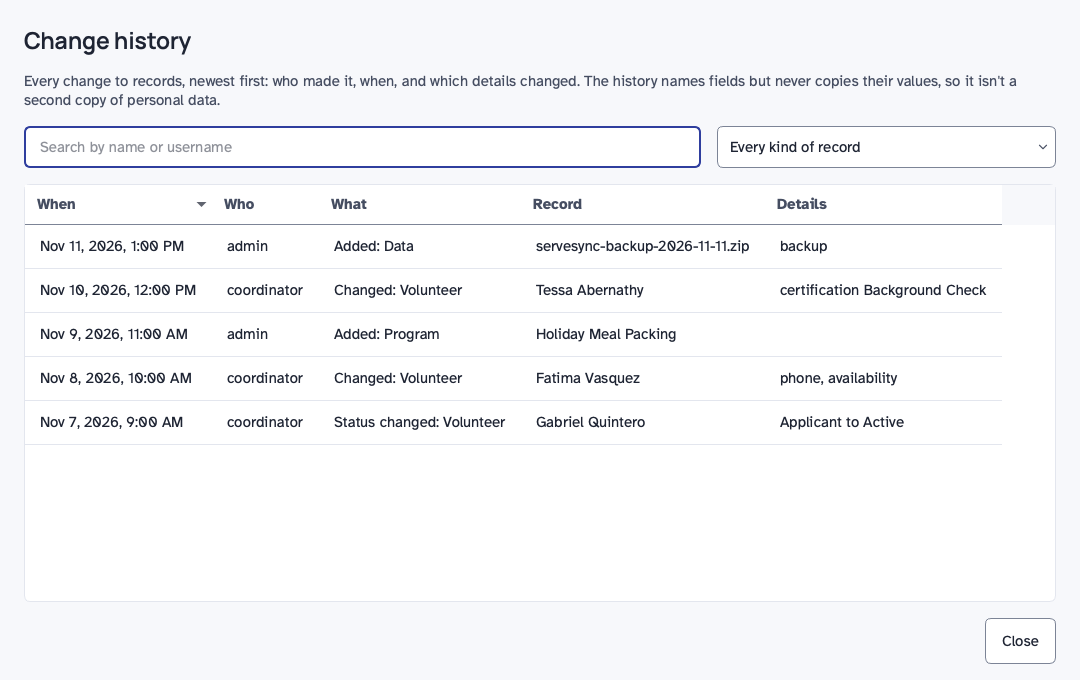 Change history
Every change to records, newest first: who made it, when, and which details changed. The history names fields but never copies their values, so it isn't a
second copy of personal data.
Search by name or username
Every kind of record
When Who What Record Details
Nov 11, 2026, 1:00 PM admin Added: Data servesync-backup-2026-11-11.zip backup
Nov 10, 2026, 12:00 PM coordinator Changed: Volunteer Tessa Abernathy certification Background Check
Nov 9, 2026, 11:00 AM admin Added: Program Holiday Meal Packing
Nov 8, 2026, 10:00 AM coordinator Changed: Volunteer Fatima Vasquez phone, availability
Nov 7, 2026, 9:00 AM coordinator Status changed: Volunteer Gabriel Quintero Applicant to Active
Close